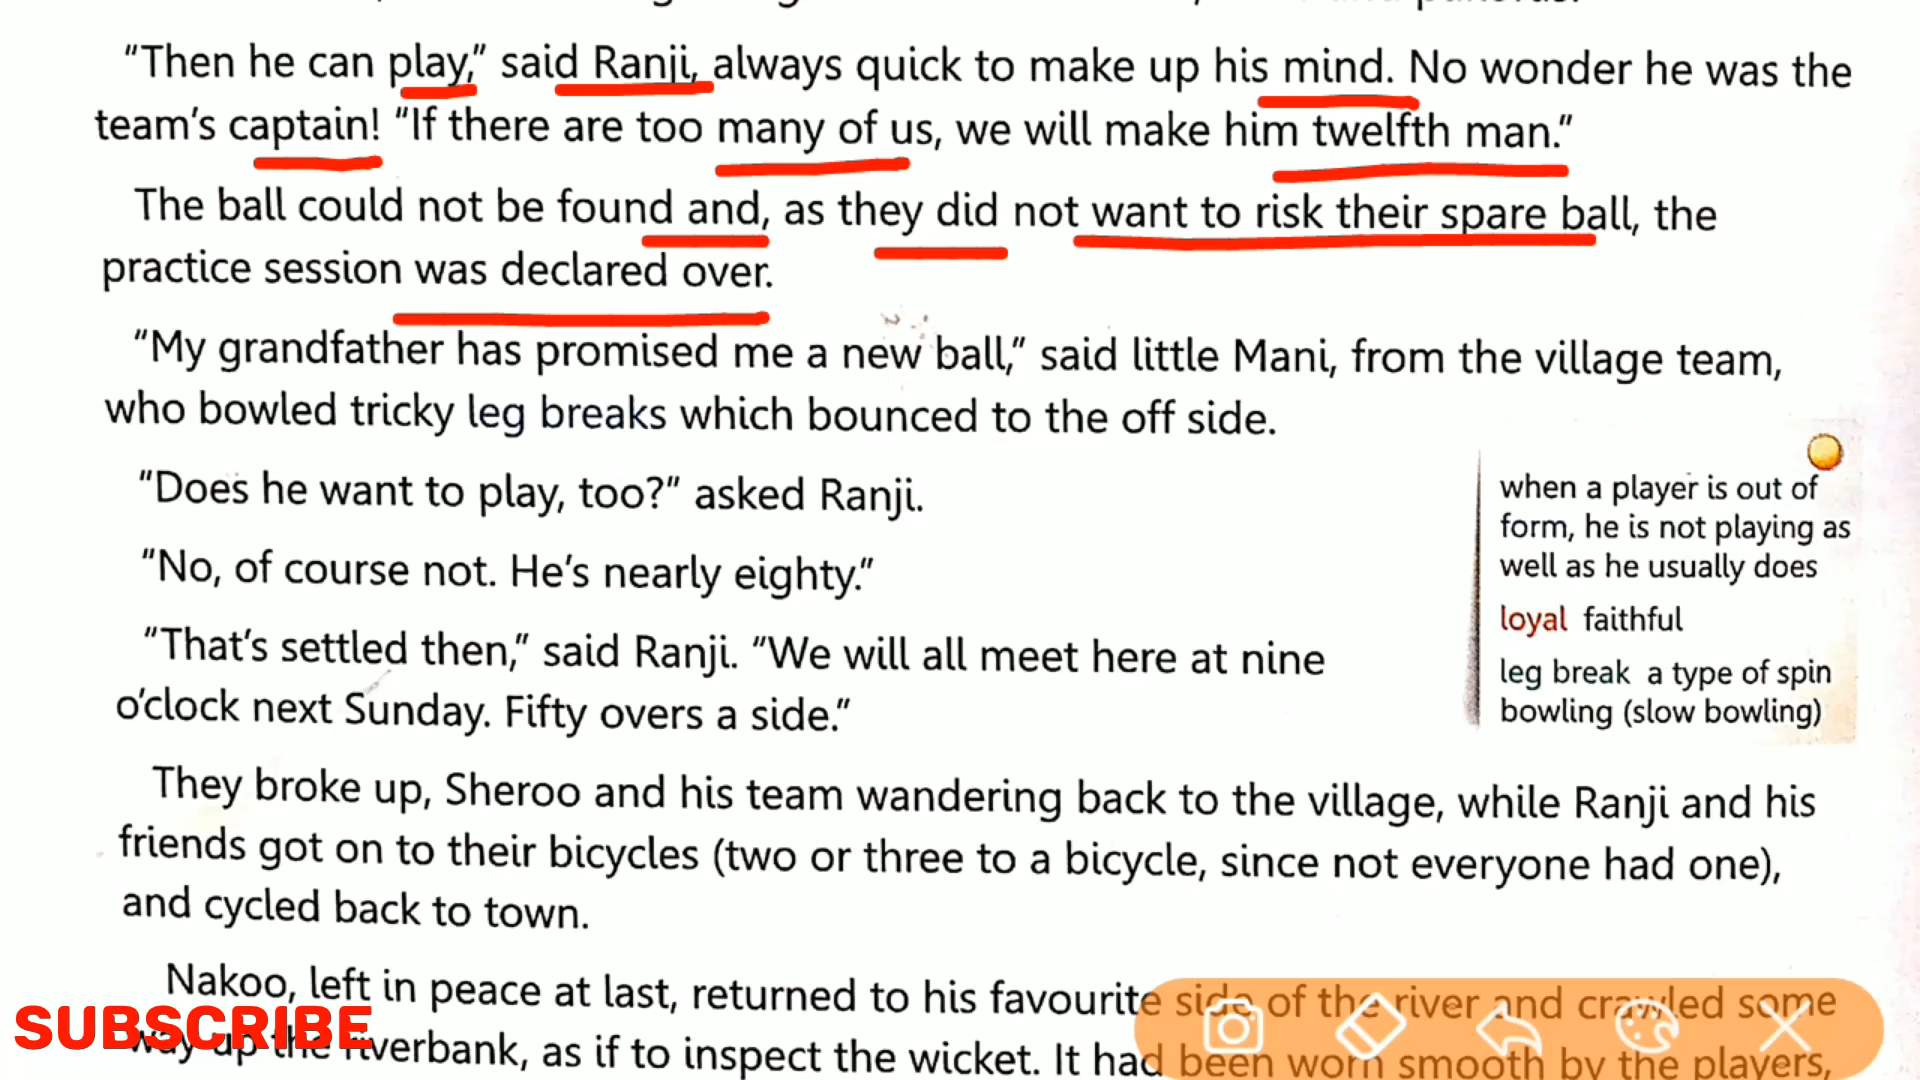 "Then he can play," said Ranji, always quick to make up his mind. No wonder he was the
team's captain! "If there are too many of us, we will make him twelfth man."
The ball could not be found and, as they did not want to risk their spare ball, the
practice session was declared over.
"My grandfather has promised me a new ball," said little Mani, from the village team,
who bowled tricky leg breaks which bounced to the off side.
"Does he want to play, too?" asked Ranji.
"No, of course not. He's nearly eighty."
"That's settled then," said Ranji. "We will all meet here at nine
o'clock next Sunday. Fifty overs a side."
when a player is out of
form, he is not playing as
well as he usually does
loyal faithful
leg break a type of spin
bowling (slow bowling)
They broke up, Sheroo and his team wandering back to the village, while Ranji and his
friends got on to their bicycles (two or three to a bicycle, since not everyone had one),
and cycled back to town.
Nakoo, left in peace at last, returned to his favourite side of the river and crawled some
way up the riverbank, as if to inspect the wicket. It had been worn smooth by the players,
SUBSCRIBE